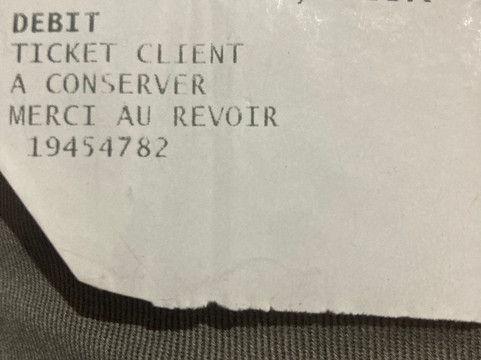 DEBIT
TICKET CLIENT
A CONSERVER
MERCI AU REVOIR
19454782